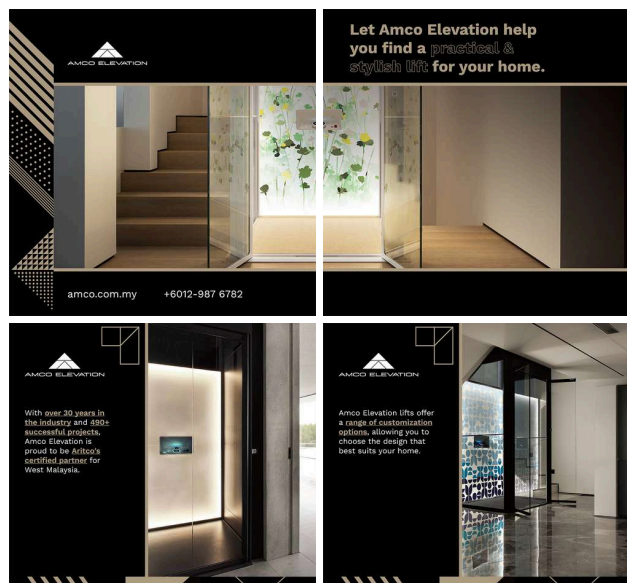 AMCO ELEVATION
amco.com.my
+6012-987 6782
Let Amco Elevation help
you find a practical &
stylish lift for your home.
AMCO ELEVATION
With over 30 years in
the industry and 490+
successful projects,
Amco Elevation is
proud to be Aritco's
certified partner for
West Malaysia.
AMCO ELEVATION
Amco Elevation lifts offer
a range of customization
options, allowing you to
choose the design that
best suits your home.